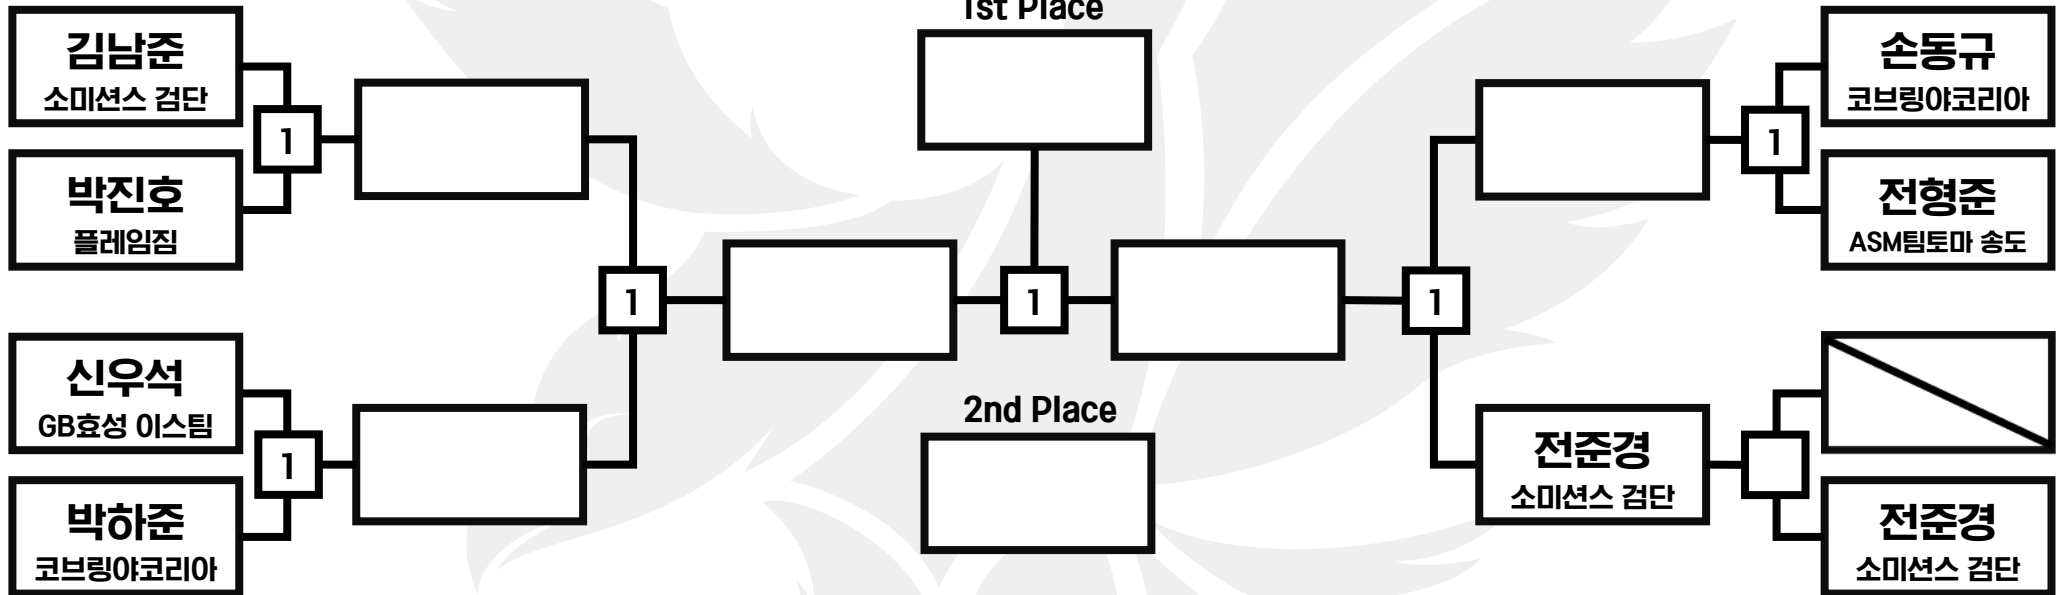 1st Place
김남준
소미션스 검단
1
박진호
플레임짐
신우석
GB효성 이스팀
1
박하준
코브링야코리아
1
1
2nd Place
1
손동규
코브링야코리아
1
전형준
ASM팀토마 송도
전준경
소미션스 검단
전준경
소미션스 검단